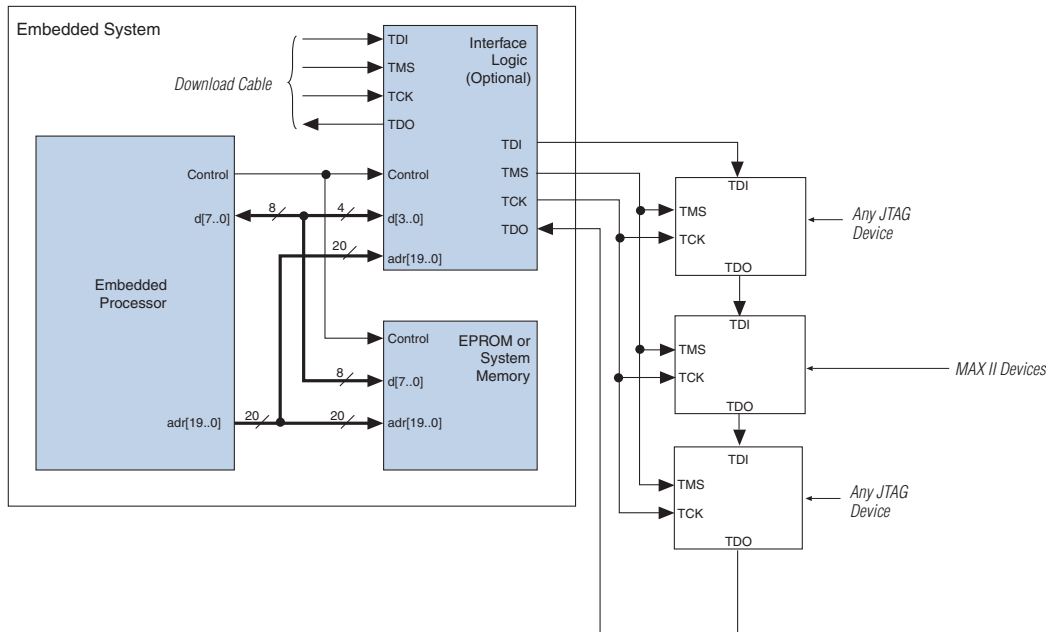 Embedded System
Download Cable
TDI
TMS
TCK
TDO
Interface
Logic
(Optional)
TDI
TMS
TCK
TDO
Control
d[3..0]
adr[19..0]
Control
d[7..0]
8
4
20
Embedded
Processor
adr[19..0]
20
20
8
Control
d[7..0]
adr[19..0]
EPROM or
System
Memory
TDI
TMS
TCK
TDO
Any JTAG
Device
TDI
TMS
TCK
TDO
MAX II Devices
TDI
TMS
TCK
TDO
Any JTAG
Device